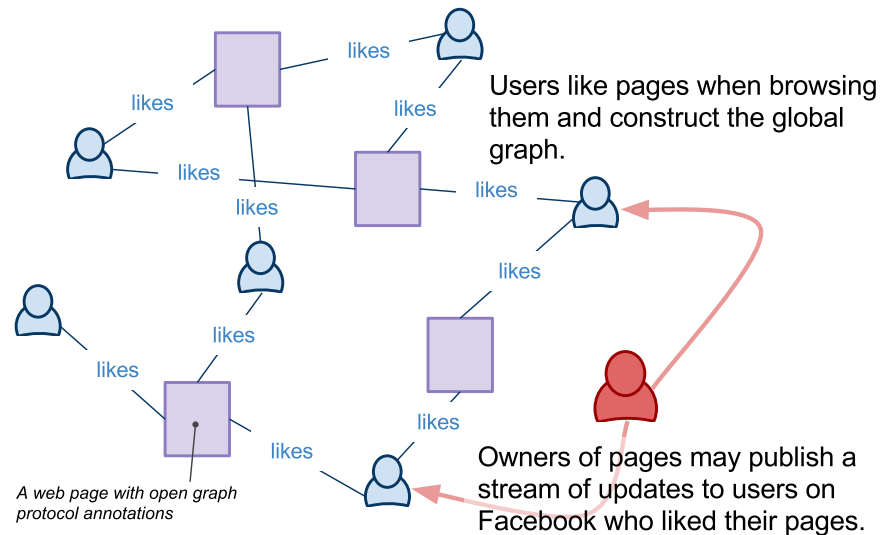 likes
likes
Users like pages when browsing
them and construct the global
graph.
likes
likes
likes
likes
likes
likes
likes
likes
likes
Owners of pages may publish a
stream of updates to users on
Facebook who liked their pages.
A web page with open graph
protocol annotations